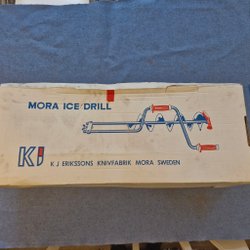 MORA ICE DRILL
KJ
K J ERIKSSONS KNIVFABRIK MORA SWEDEN